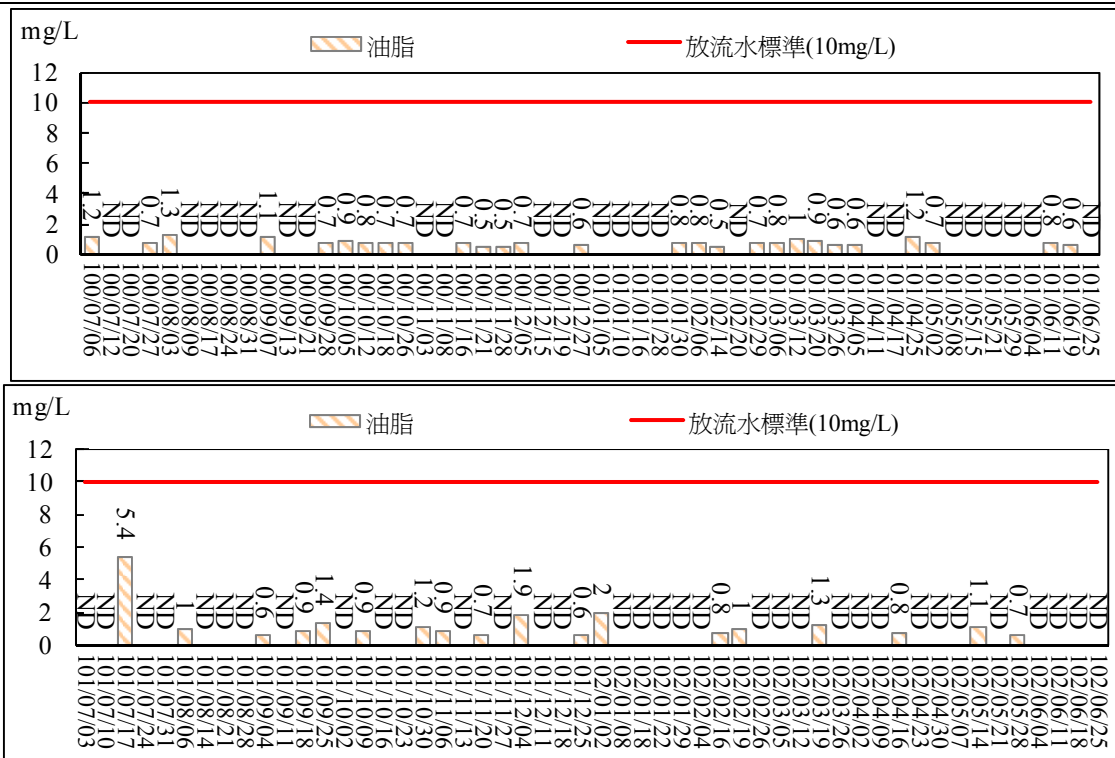 mg/L
油脂
放流水標準(10mg/L)
12
10
8
6
4
2
0
1.2
ND
ND
0.7
1.3
ND
ND
ND
ND
1.1
ND
ND
0.7
0.9
0.8
0.7
0.7
ND
ND
0.7
0.5
0.5
0.7
ND
ND
0.6
ND
ND
ND
ND
0.8
0.8
0.5
ND
0.7
0.8
1
0.9
0.6
0.6
ND
ND
1.2
0.7
ND
ND
ND
ND
ND
0.8
0.6
ND
100/07/06
100/07/12
100/07/20
100/07/27
100/08/03
100/08/09
100/08/17
100/08/24
100/08/31
100/09/07
100/09/13
100/09/21
100/09/28
100/10/05
100/10/12
100/10/18
100/10/26
100/11/03
100/11/08
100/11/16
100/11/21
100/11/28
100/12/05
100/12/15
100/12/19
100/12/27
101/01/05
101/01/10
101/01/16
101/01/28
101/01/30
101/02/06
101/02/14
101/02/20
101/02/29
101/03/06
101/03/12
101/03/20
101/03/26
101/04/05
101/04/11
101/04/17
101/04/25
101/05/02
101/05/08
101/05/15
101/05/21
101/05/29
101/06/04
101/06/11
101/06/19
101/06/25
mg/L
油脂
放流水標準(10mg/L)
12
10
8
6
4
2
0
ND
ND
5.4
ND
ND
1
ND
ND
ND
0.6
ND
0.9
1.4
ND
0.9
ND
ND
1.2
0.9
ND
0.7
ND
1.9
ND
ND
0.6
2
ND
ND
ND
ND
ND
0.8
1
ND
ND
ND
1.3
ND
ND
ND
0.8
ND
ND
ND
1.1
ND
0.7
ND
ND
ND
ND
101/07/03
101/07/10
101/07/17
101/07/24
101/07/31
101/08/06
101/08/14
101/08/21
101/08/28
101/09/04
101/09/11
101/09/18
101/09/25
101/10/02
101/10/09
101/10/16
101/10/23
101/10/30
101/11/06
101/11/13
101/11/20
101/11/27
101/12/04
101/12/11
101/12/18
101/12/25
102/01/02
102/01/08
102/01/18
102/01/22
102/01/29
102/02/04
102/02/16
102/02/19
102/02/26
102/03/05
102/03/12
102/03/19
102/03/26
102/04/02
102/04/09
102/04/16
102/04/23
102/04/30
102/05/07
102/05/14
102/05/21
102/05/28
102/06/04
102/06/11
102/06/18
102/06/25